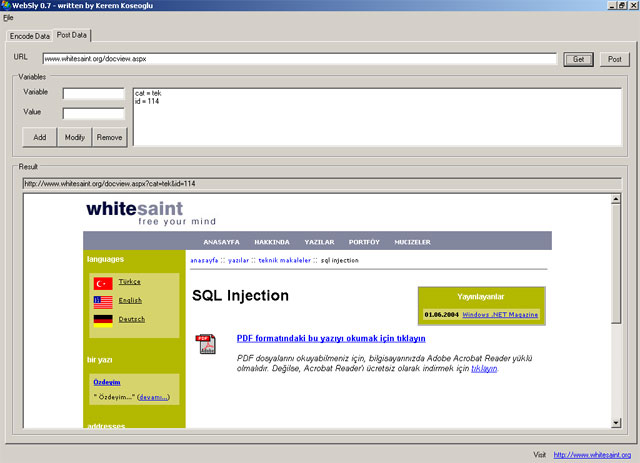 WebSly 0.7 - written by Kerem Koseoglu
File
Encode Data Post Data
URL www.whitesaint.org/docview.aspx Get Post
Variables
Variable
Value
Add Modify Remove
cat = tek
id = 114
Result
http://www.whitesaint.org/docview.aspx?cat=tek&id=114
whitesaint
free your mind
ANASAYFA HAKKINDA YAZILAR PORTFÖY MUCIZELER
languages
Türkçe
English
Deutsch
bir yazı
Özdeyim
" Özdeyim..." (devamı...)
addresses
anasayfa :: yazılar :: teknik makaleler :: sql injection
SQL Injection
Yayınlayanlar
01.06.2004 Windows .NET Magazine
PDF formatındaki bu yazıyı okumak için tıklayın
PDF dosyalarını okuyabilmeniz için, bilgisayarınızda Adobe Acrobat Reader yüklü
olmalıdır. Değilse, Acrobat Reader'ı ücretsiz olarak indirmek için tıklayın.
Visit http://www.whitesaint.org